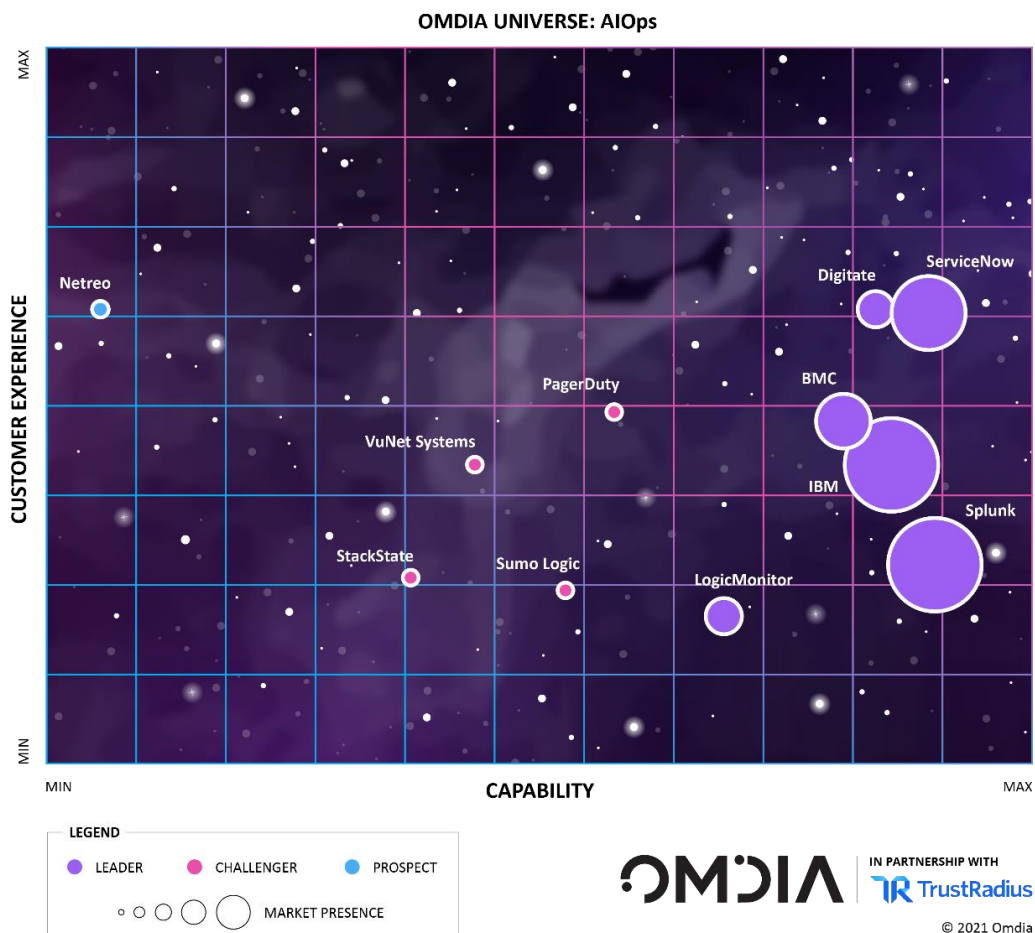 OMDIA UNIVERSE: AIOps
MAX
CUSTOMER EXPERIENCE
MIN
Netreo
ServiceNow
Digitate
BMC
PagerDuty
VuNet Systems
IBM
Splunk
StackState
Sumo Logic
LogicMonitor
MIN
CAPABILITY
MAX
LEGEND
LEADER
CHALLENGER
PROSPECT
MARKET PRESENCE
OMDIA
IN PARTNERSHIP WITH
TR TrustRadius
© 2021 Omdia